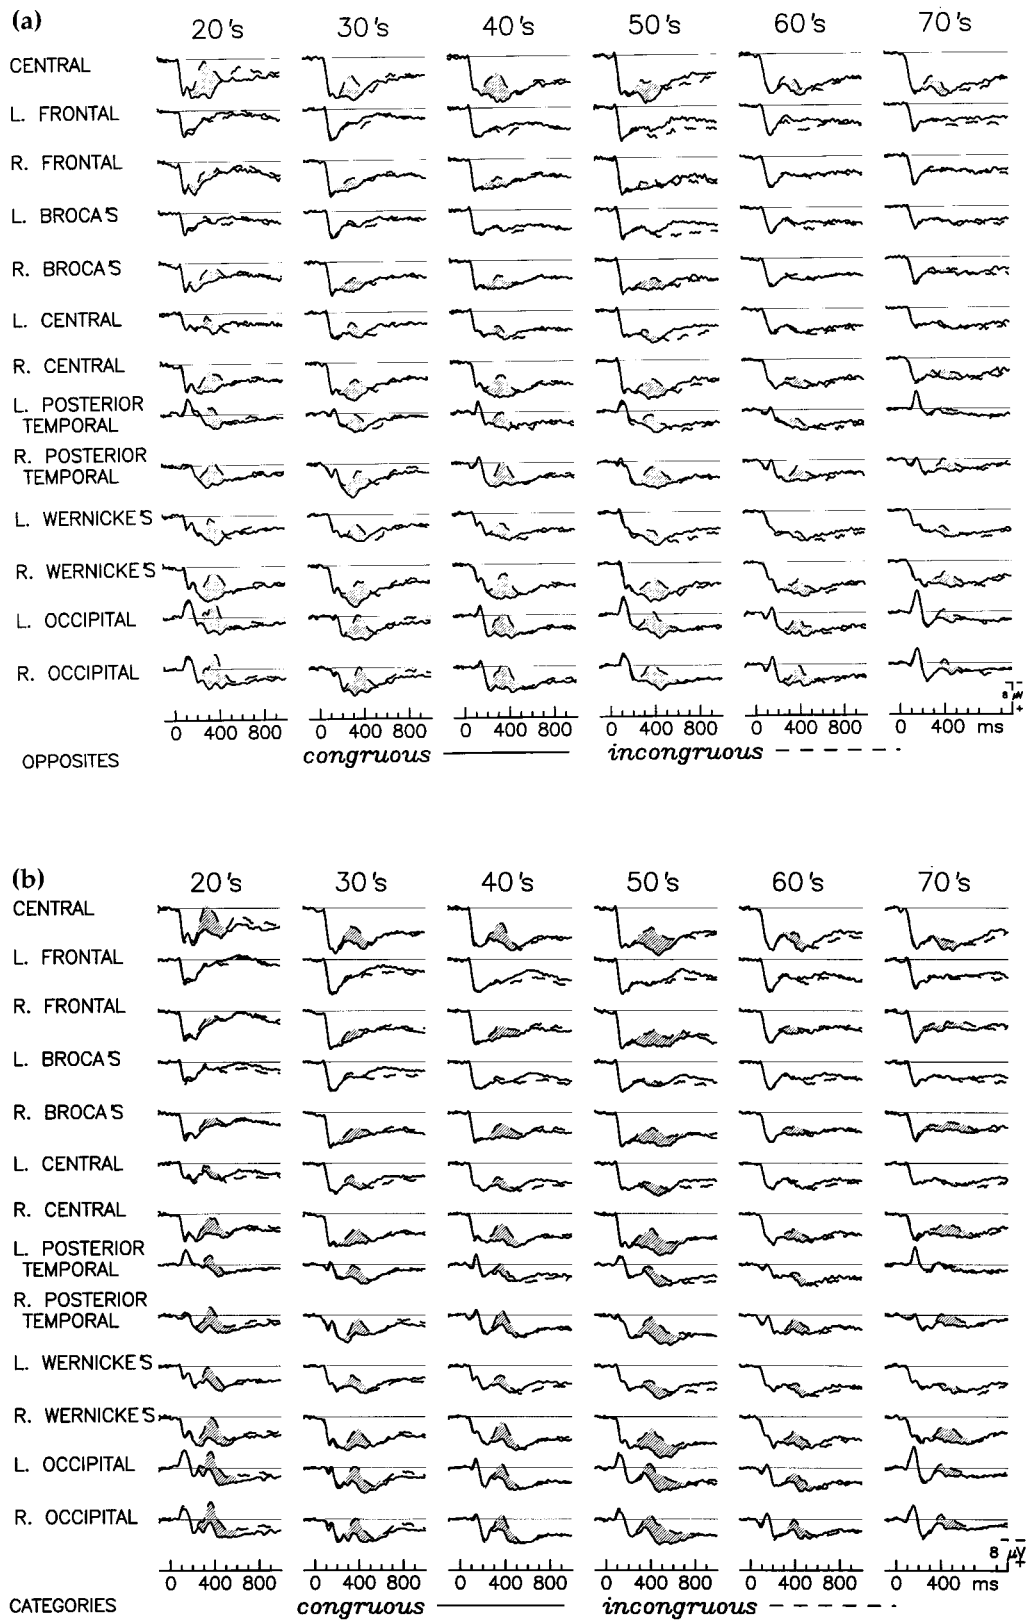 (a)
20's 30's 40's 50's 60's 70's
CENTRAL
L. FRONTAL
R. FRONTAL
L. BROCA'S
R. BROCA'S
L. CENTRAL
R. CENTRAL
L. POSTERIOR
TEMPORAL
R. POSTERIOR
TEMPORAL
L. WERNICKE'S
R. WERNICKE'S
L. OCCIPITAL
R. OCCIPITAL
8 μV
+
0 400 800 0 400 800 0 400 800 0 400 800 0 400 800 0 400 ms
OPPOSITES congruous incongruous
(b)
20's 30's 40's 50's 60's 70's
CENTRAL
L. FRONTAL
R. FRONTAL
L. BROCA'S
R. BROCA'S
L. CENTRAL
R. CENTRAL
L. POSTERIOR
TEMPORAL
R. POSTERIOR
TEMPORAL
L. WERNICKE'S
R. WERNICKE'S
L. OCCIPITAL
R. OCCIPITAL
8 μV
+
0 400 800 0 400 800 0 400 800 0 400 800 0 400 800 0 400 ms
CATEGORIES congruous incongruous